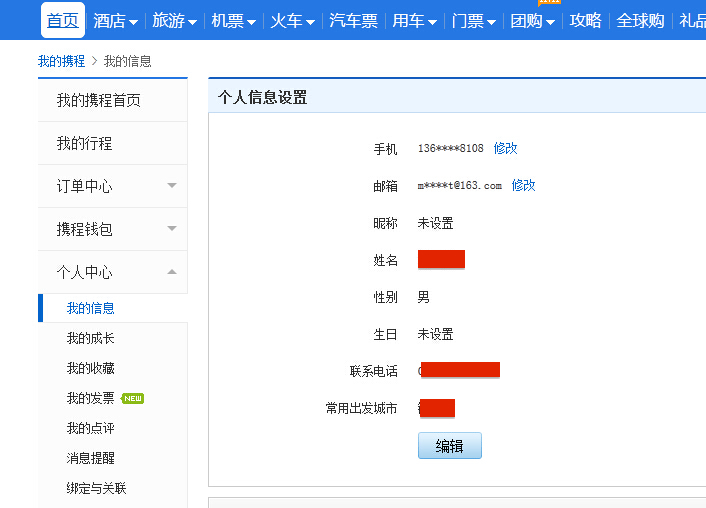 首页 酒店 旅游 机票 火车 汽车票 用车 门票 团购 攻略 全球购
我的携程 > 我的信息
我的携程首页
我的行程
订单中心
携程钱包
个人中心
我的信息
我的成长
我的收藏
我的发票 NEW
我的点评
消息提醒
绑定与关联
个人信息设置
手机 136****8108 修改
邮箱 m****t@163.com 修改
昵称 未设置
姓名
性别 男
生日 未设置
联系电话
常用出发城市
编辑